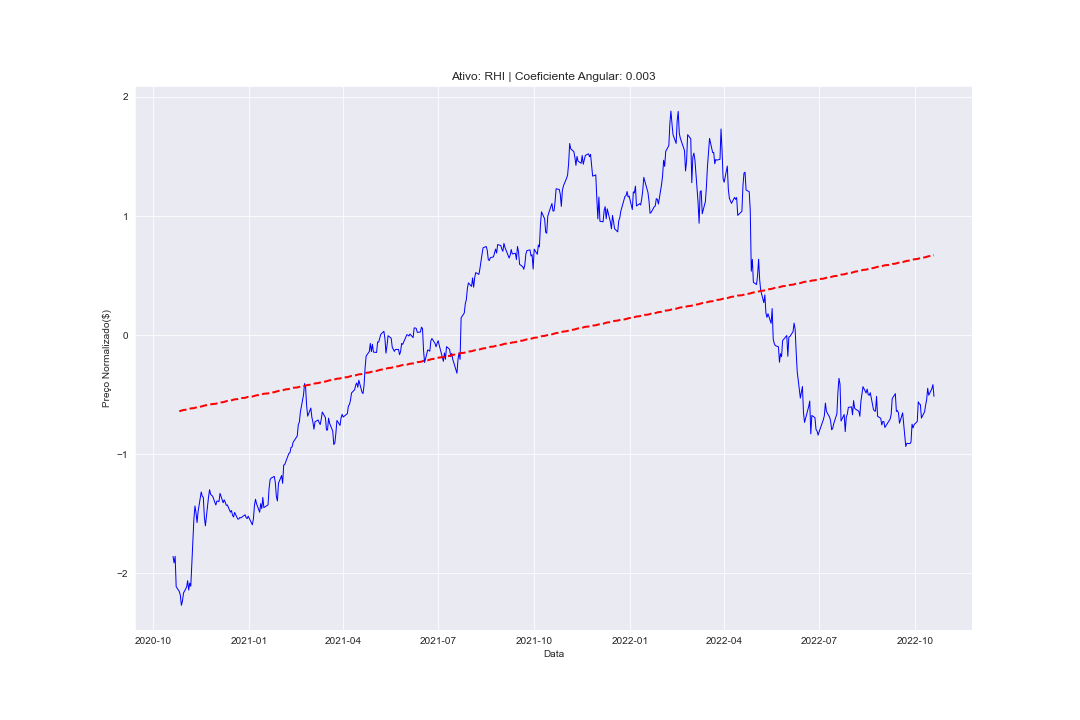 Ativo: RHI | Coeficiente Angular: 0.003
Preço Normalizado($)
2
1
0
−1
−2
2020-10 2021-01 2021-04 2021-07 2021-10 2022-01 2022-04 2022-07 2022-10
Data